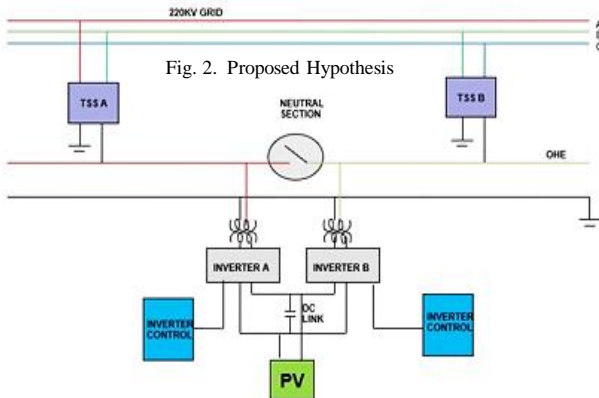 220KV GRID
A
B
C
Fig. 2. Proposed Hypothesis
TSS A
TSS B
NEUTRAL
SECTION
OHE
INVERTER A
INVERTER B
DC
LINK
INVERTER
CONTROL
INVERTER
CONTROL
PV